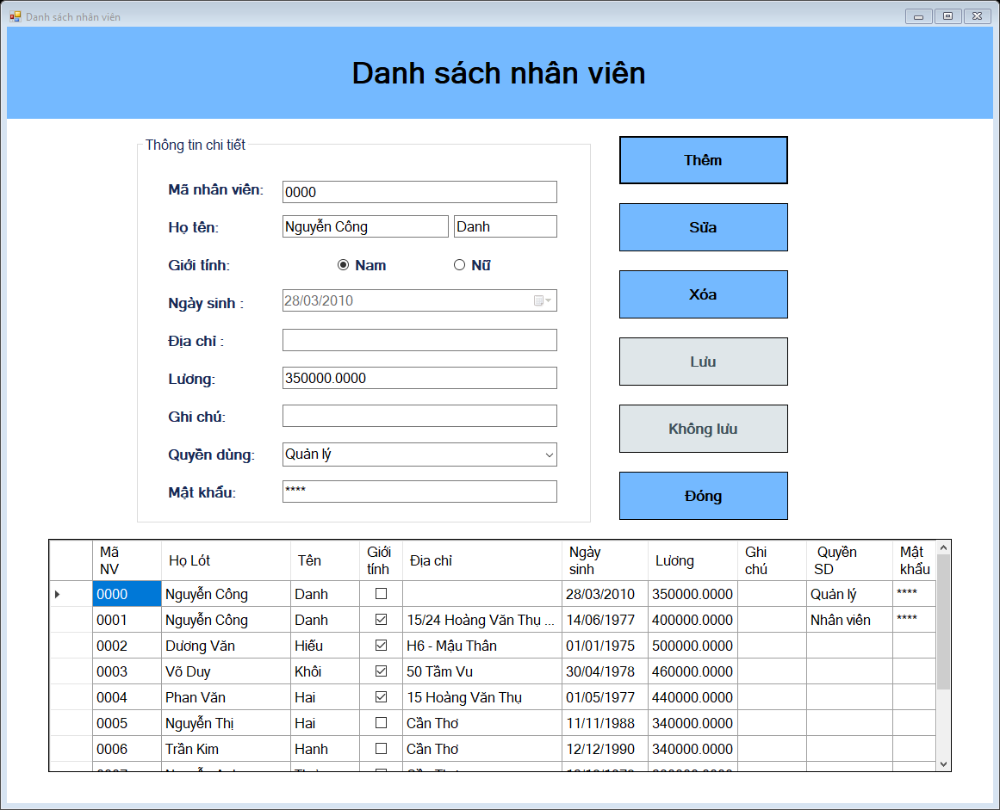 Danh sách nhân viên
Danh sách nhân viên
Thông tin chi tiết
Mã nhân viên: 0000
Họ tên: Nguyễn Công Danh
Giới tính: Nam Nữ
Ngày sinh : 28/03/2010
Địa chỉ :
Lương: 350000.0000
Ghi chú:
Quyền dùng: Quản lý
Mật khẩu: ****
Thêm
Sửa
Xóa
Lưu
Không lưu
Đóng
Mã NV Họ Lót Tên Giới tính Địa chỉ Ngày sinh Lương Ghi chú Quyền SD Mật khẩu
0000 Nguyễn Công Danh 28/03/2010 350000.0000 Quản lý ****
0001 Nguyễn Công Danh 15/24 Hoàng Văn Thụ ... 14/06/1977 400000.0000 Nhân viên ****
0002 Dương Văn Hiếu H6 - Mậu Thân 01/01/1975 500000.0000
0003 Võ Duy Khôi 50 Tầm Vu 30/04/1978 460000.0000
0004 Phan Văn Hai 15 Hoàng Văn Thụ 01/05/1977 440000.0000
0005 Nguyễn Thị Hai Cần Thơ 11/11/1988 340000.0000
0006 Trần Kim Hanh Cần Thơ 12/12/1990 340000.0000